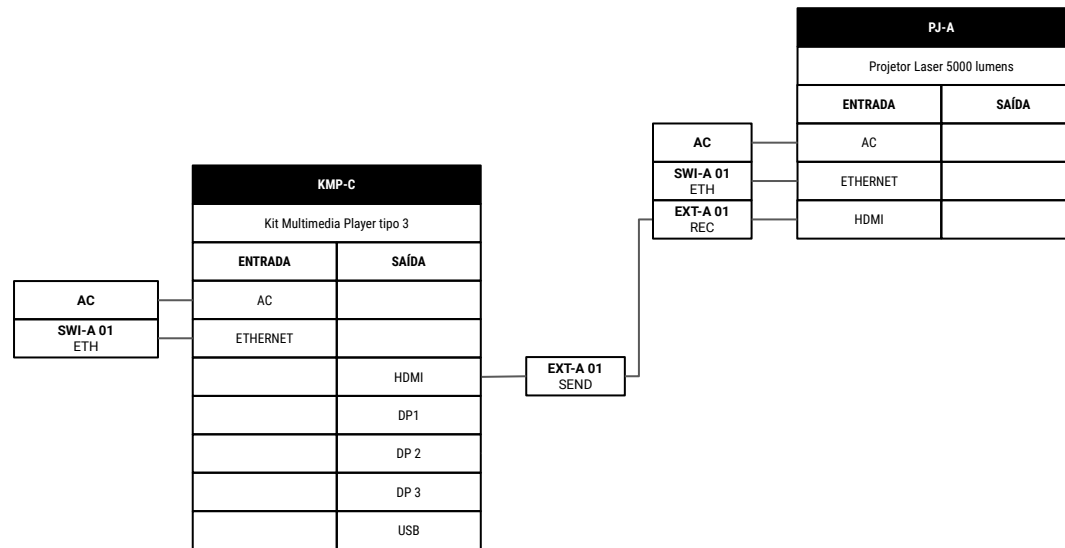 PJ-A
Projetor Laser 5000 lumens
ENTRADA SAÍDA
AC AC
SWI-A 01
ETH
ETHERNET
EXT-A 01
REC
HDMI
KMP-C
Kit Multimedia Player tipo 3
ENTRADA SAÍDA
AC AC
SWI-A 01
ETH
ETHERNET
HDMI
EXT-A 01
SEND
DP1
DP 2
DP 3
USB